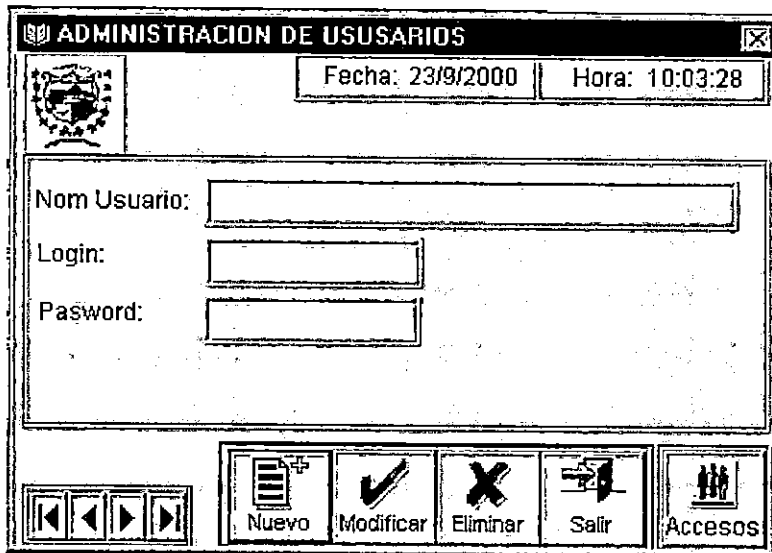 ADMINISTRACION DE USUSARIOS
Fecha: 23/9/2000 Hora: 10:03:28
Nom Usuario:
Login:
Pasword:
Nuevo Modificar Eliminar Salir Accesos